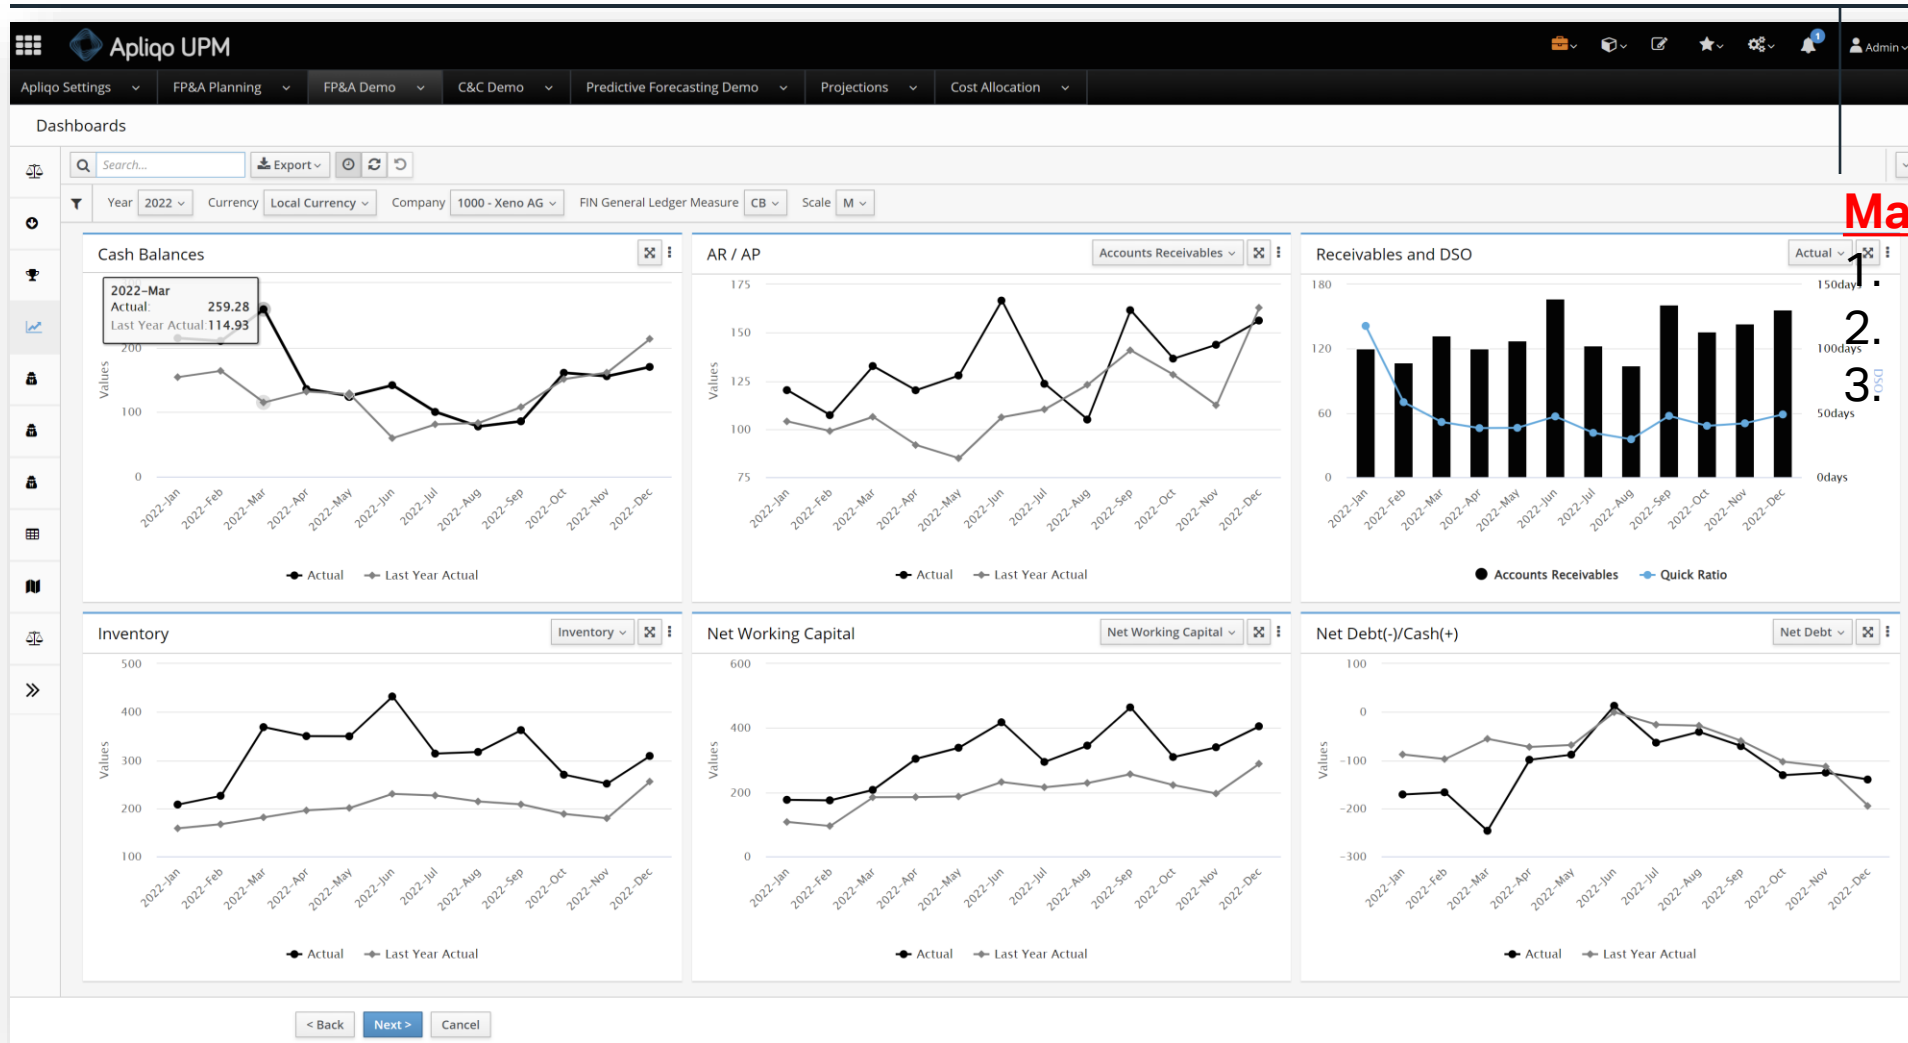 Apliqo UPM
1
Admin
Apliqo Settings FP&A Planning FP&A Demo C&C Demo Predictive Forecasting Demo Projections Cost Allocation
Dashboards
Search... Export
Year 2022 Currency Local Currency Company 1000 - Xeno AG FIN General Ledger Measure CB Scale M
Ma
1.
2.
3.
Cash Balances
2022-Mar
Actual: 259.28
Last Year Actual: 114.93
200
100
0
Values
2022-Jan 2022-Feb 2022-Mar 2022-Apr 2022-May 2022-Jun 2022-Jul 2022-Aug 2022-Sep 2022-Oct 2022-Nov 2022-Dec
Actual Last Year Actual
AR / AP Accounts Receivables
175
150
125
100
75
Values
2022-Jan 2022-Feb 2022-Mar 2022-Apr 2022-May 2022-Jun 2022-Jul 2022-Aug 2022-Sep 2022-Oct 2022-Nov 2022-Dec
Actual Last Year Actual
Receivables and DSO Actual
180 150days
120 100days
60 50days
0 0days
DSO
2022-Jan 2022-Feb 2022-Mar 2022-Apr 2022-May 2022-Jun 2022-Jul 2022-Aug 2022-Sep 2022-Oct 2022-Nov 2022-Dec
Accounts Receivables Quick Ratio
Inventory Inventory
500
400
300
200
100
Values
2022-Jan 2022-Feb 2022-Mar 2022-Apr 2022-May 2022-Jun 2022-Jul 2022-Aug 2022-Sep 2022-Oct 2022-Nov 2022-Dec
Actual Last Year Actual
Net Working Capital Net Working Capital
600
400
200
0
Values
2022-Jan 2022-Feb 2022-Mar 2022-Apr 2022-May 2022-Jun 2022-Jul 2022-Aug 2022-Sep 2022-Oct 2022-Nov 2022-Dec
Actual Last Year Actual
Net Debt(-)/Cash(+) Net Debt
100
0
-100
-200
-300
Values
2022-Jan 2022-Feb 2022-Mar 2022-Apr 2022-May 2022-Jun 2022-Jul 2022-Aug 2022-Sep 2022-Oct 2022-Nov 2022-Dec
Actual Last Year Actual
< Back Next > Cancel